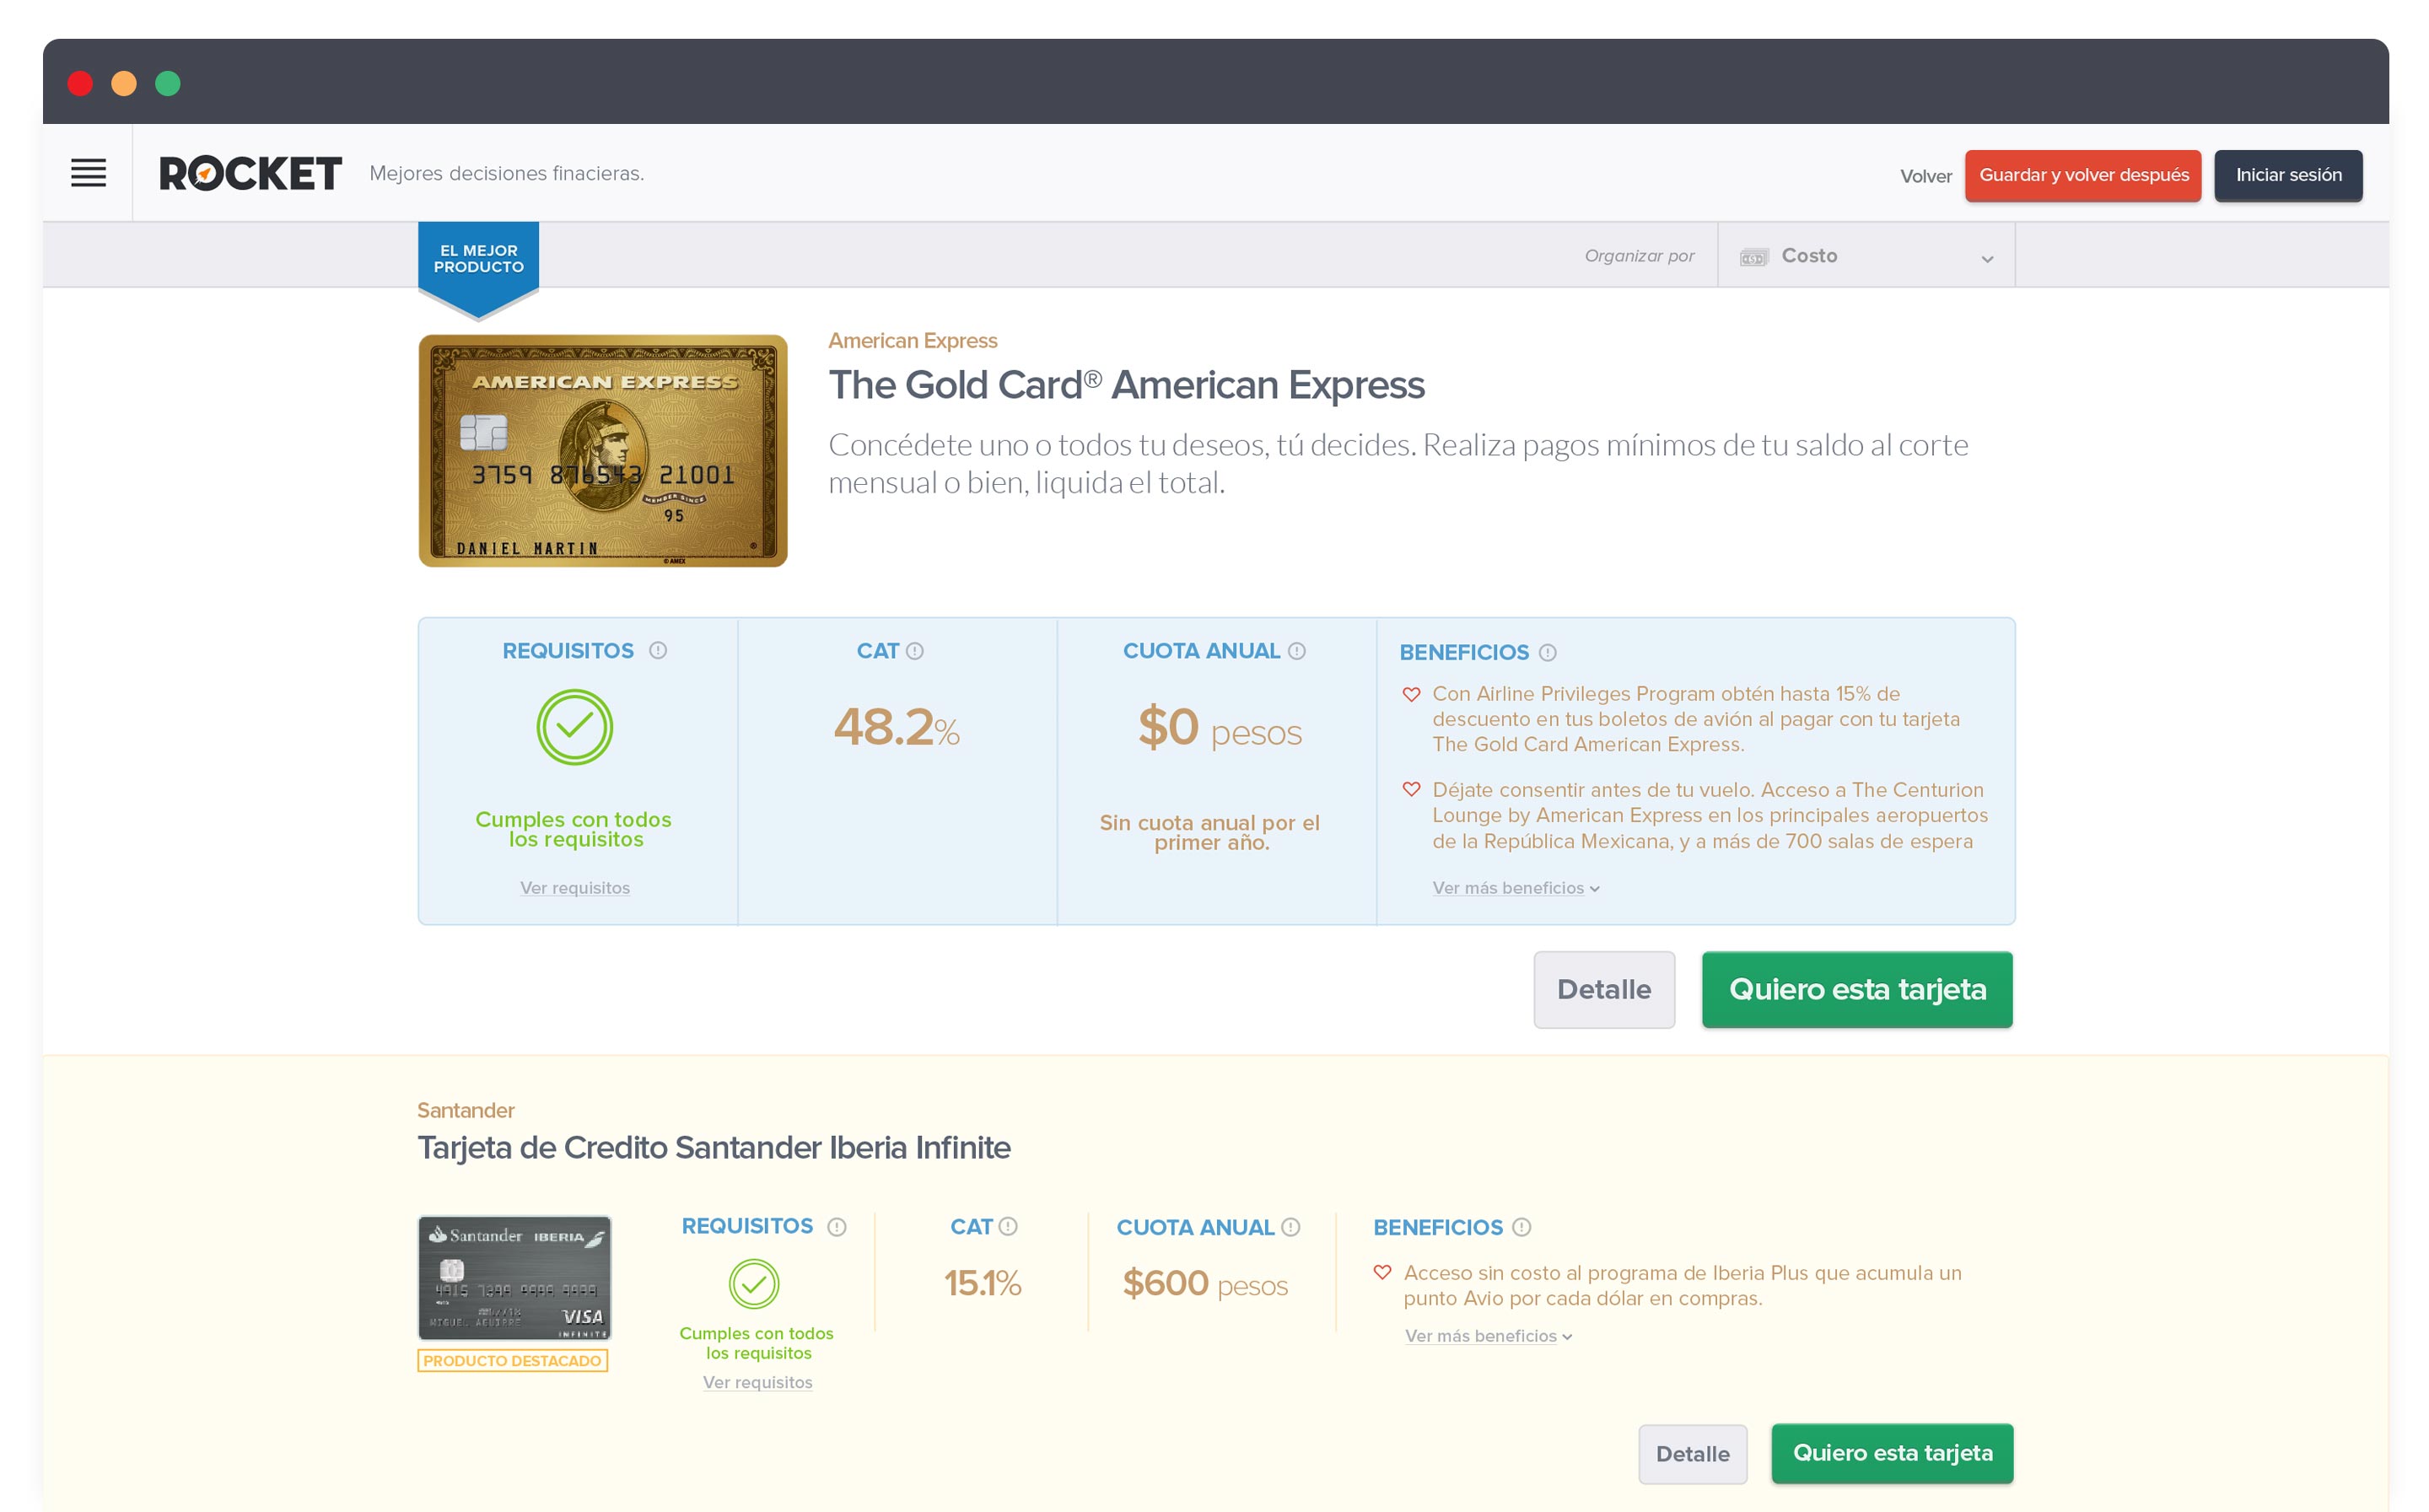 ROCKET
Mejores decisiones finacieras.
Volver
Guardar y volver después
Iniciar sesión
EL MEJOR
PRODUCTO
Organizar por
Costo
AMERICAN EXPRESS
3759 876543 21001
MEMBER SINCE
95
DANIEL MARTIN
®
© AMEX
American Express
The Gold Card® American Express
Concédete uno o todos tu deseos, tú decides. Realiza pagos mínimos de tu saldo al corte
mensual o bien, liquida el total.
REQUISITOS
Cumples con todos
los requisitos
Ver requisitos
CAT
48.2%
CUOTA ANUAL
$0 pesos
Sin cuota anual por el
primer año.
BENEFICIOS
Con Airline Privileges Program obtén hasta 15% de
descuento en tus boletos de avión al pagar con tu tarjeta
The Gold Card American Express.
Déjate consentir antes de tu vuelo. Acceso a The Centurion
Lounge by American Express en los principales aeropuertos
de la República Mexicana, y a más de 700 salas de espera
Ver más beneficios
Detalle
Quiero esta tarjeta
Santander
Tarjeta de Credito Santander Iberia Infinite
Santander IBERIA
VISA
INFINITE
PRODUCTO DESTACADO
REQUISITOS
Cumples con todos
los requisitos
Ver requisitos
CAT
15.1%
CUOTA ANUAL
$600 pesos
BENEFICIOS
Acceso sin costo al programa de Iberia Plus que acumula un
punto Avio por cada dólar en compras.
Ver más beneficios
Detalle
Quiero esta tarjeta